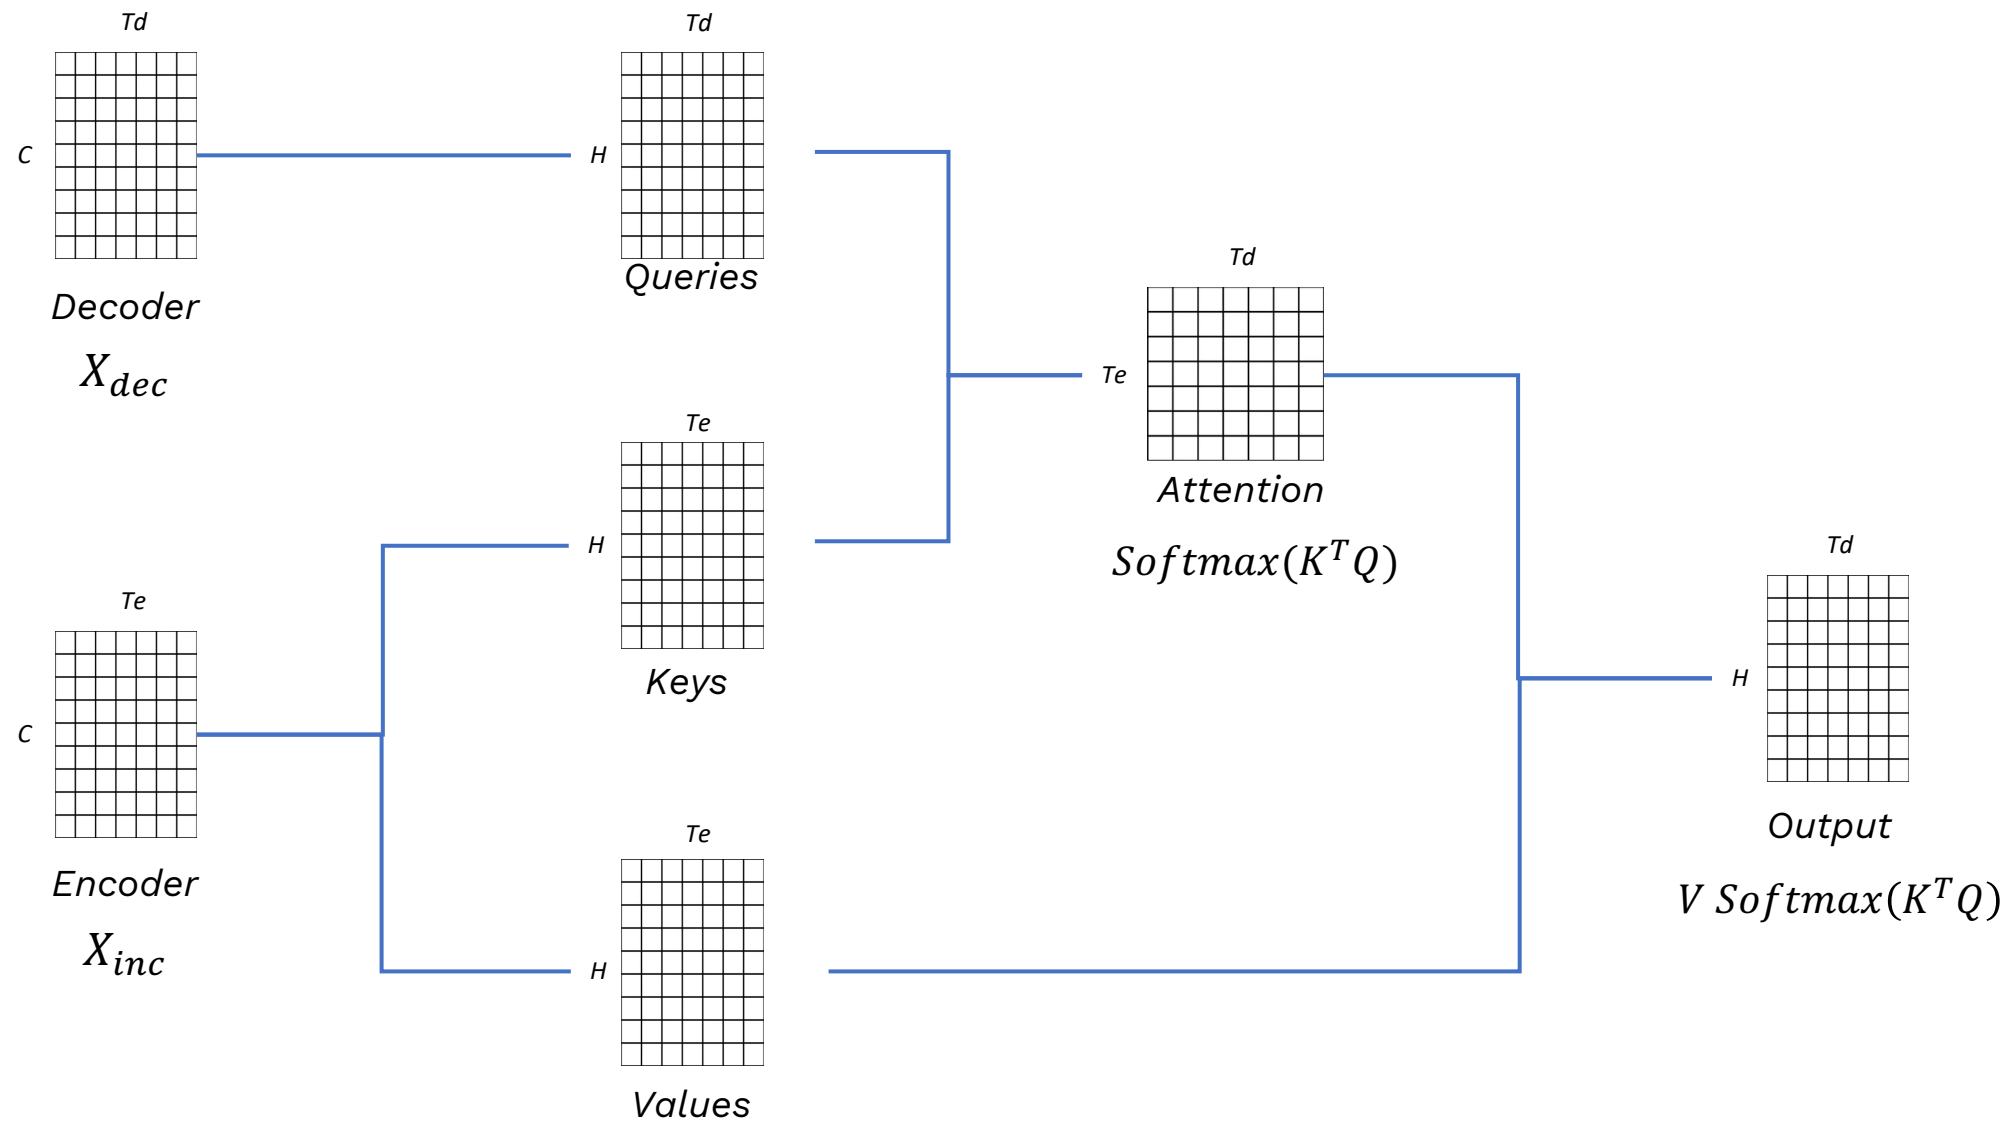 Td
C
Decoder
X_dec
Td
H
Queries
Te
H
Keys
Te
C
Encoder
X_inc
Te
H
Values
Td
Te
Attention
Softmax(K^T Q)
Td
H
Output
V Softmax(K^T Q)